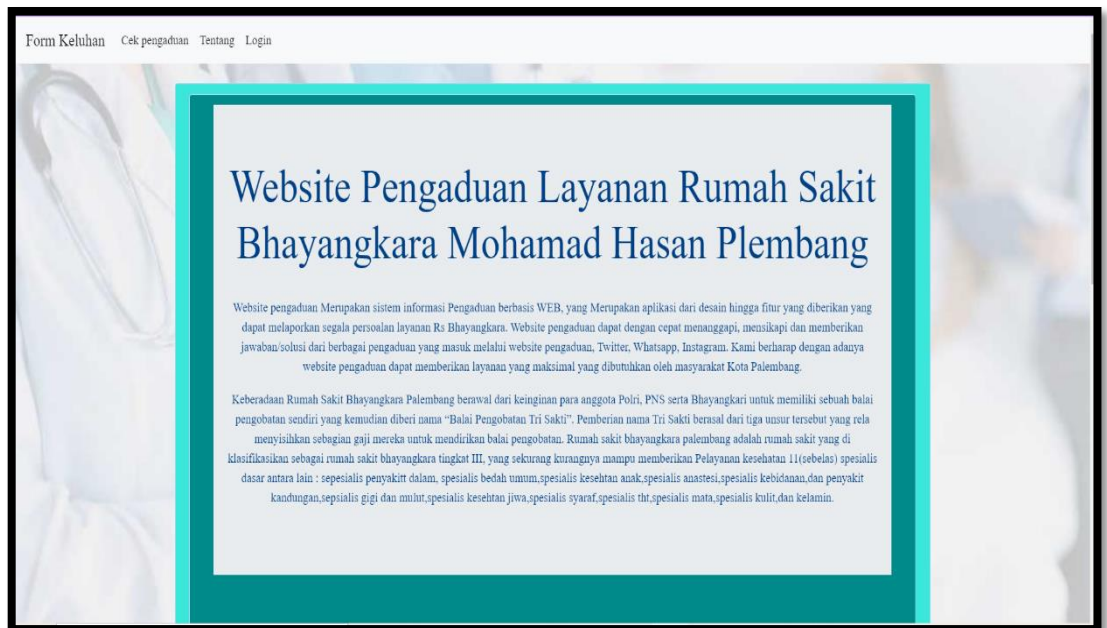 Form Keluhan Cek pengaduan Tentang Login
Website Pengaduan Layanan Rumah Sakit
Bhayangkara Mohamad Hasan Plembang
Website pengaduan Merupakan sistem informasi Pengaduan berbasis WEB, yang Merupakan aplikasi dari desain hingga fitur yang diberikan yang
dapat melaporkan segala persoalan layanan Rs Bhayangkara. Website pengaduan dapat dengan cepat menanggapi, mensikapi dan memberikan
jawaban/solusi dari berbagai pengaduan yang masuk melalui website pengaduan, Twitter, Whatsapp, Instagram. Kami berharap dengan adanya
website pengaduan dapat memberikan layanan yang maksimal yang dibutuhkan oleh masyarakat Kota Palembang.
Keberadaan Rumah Sakit Bhayangkara Palembang berawal dari keinginan para anggota Polri, PNS serta Bhayangkari untuk memiliki sebuah balai
pengobatan sendiri yang kemudian diberi nama “Balai Pengobatan Tri Sakti”. Pemberian nama Tri Sakti berasal dari tiga unsur tersebut yang rela
menyisihkan sebagian gaji mereka untuk mendirikan balai pengobatan. Rumah sakit bhayangkara palembang adalah rumah sakit yang di
klasifikasikan sebagai rumah sakit bhayangkara tingkat III, yang sekurang kurangnya mampu memberikan Pelayanan kesehatan 11(sebelas) spesialis
dasar antara lain : sepesialis penyakitt dalam, spesialis bedah umum,spesialis kesehtan anak,spesialis anastesi,spesialis kebidanan,dan penyakit
kandungan,sepsialis gigi dan mulut,spesialis kesehtan jiwa,spesialis syaraf,spesialis tht,spesialis mata,spesialis kulit,dan kelamin.